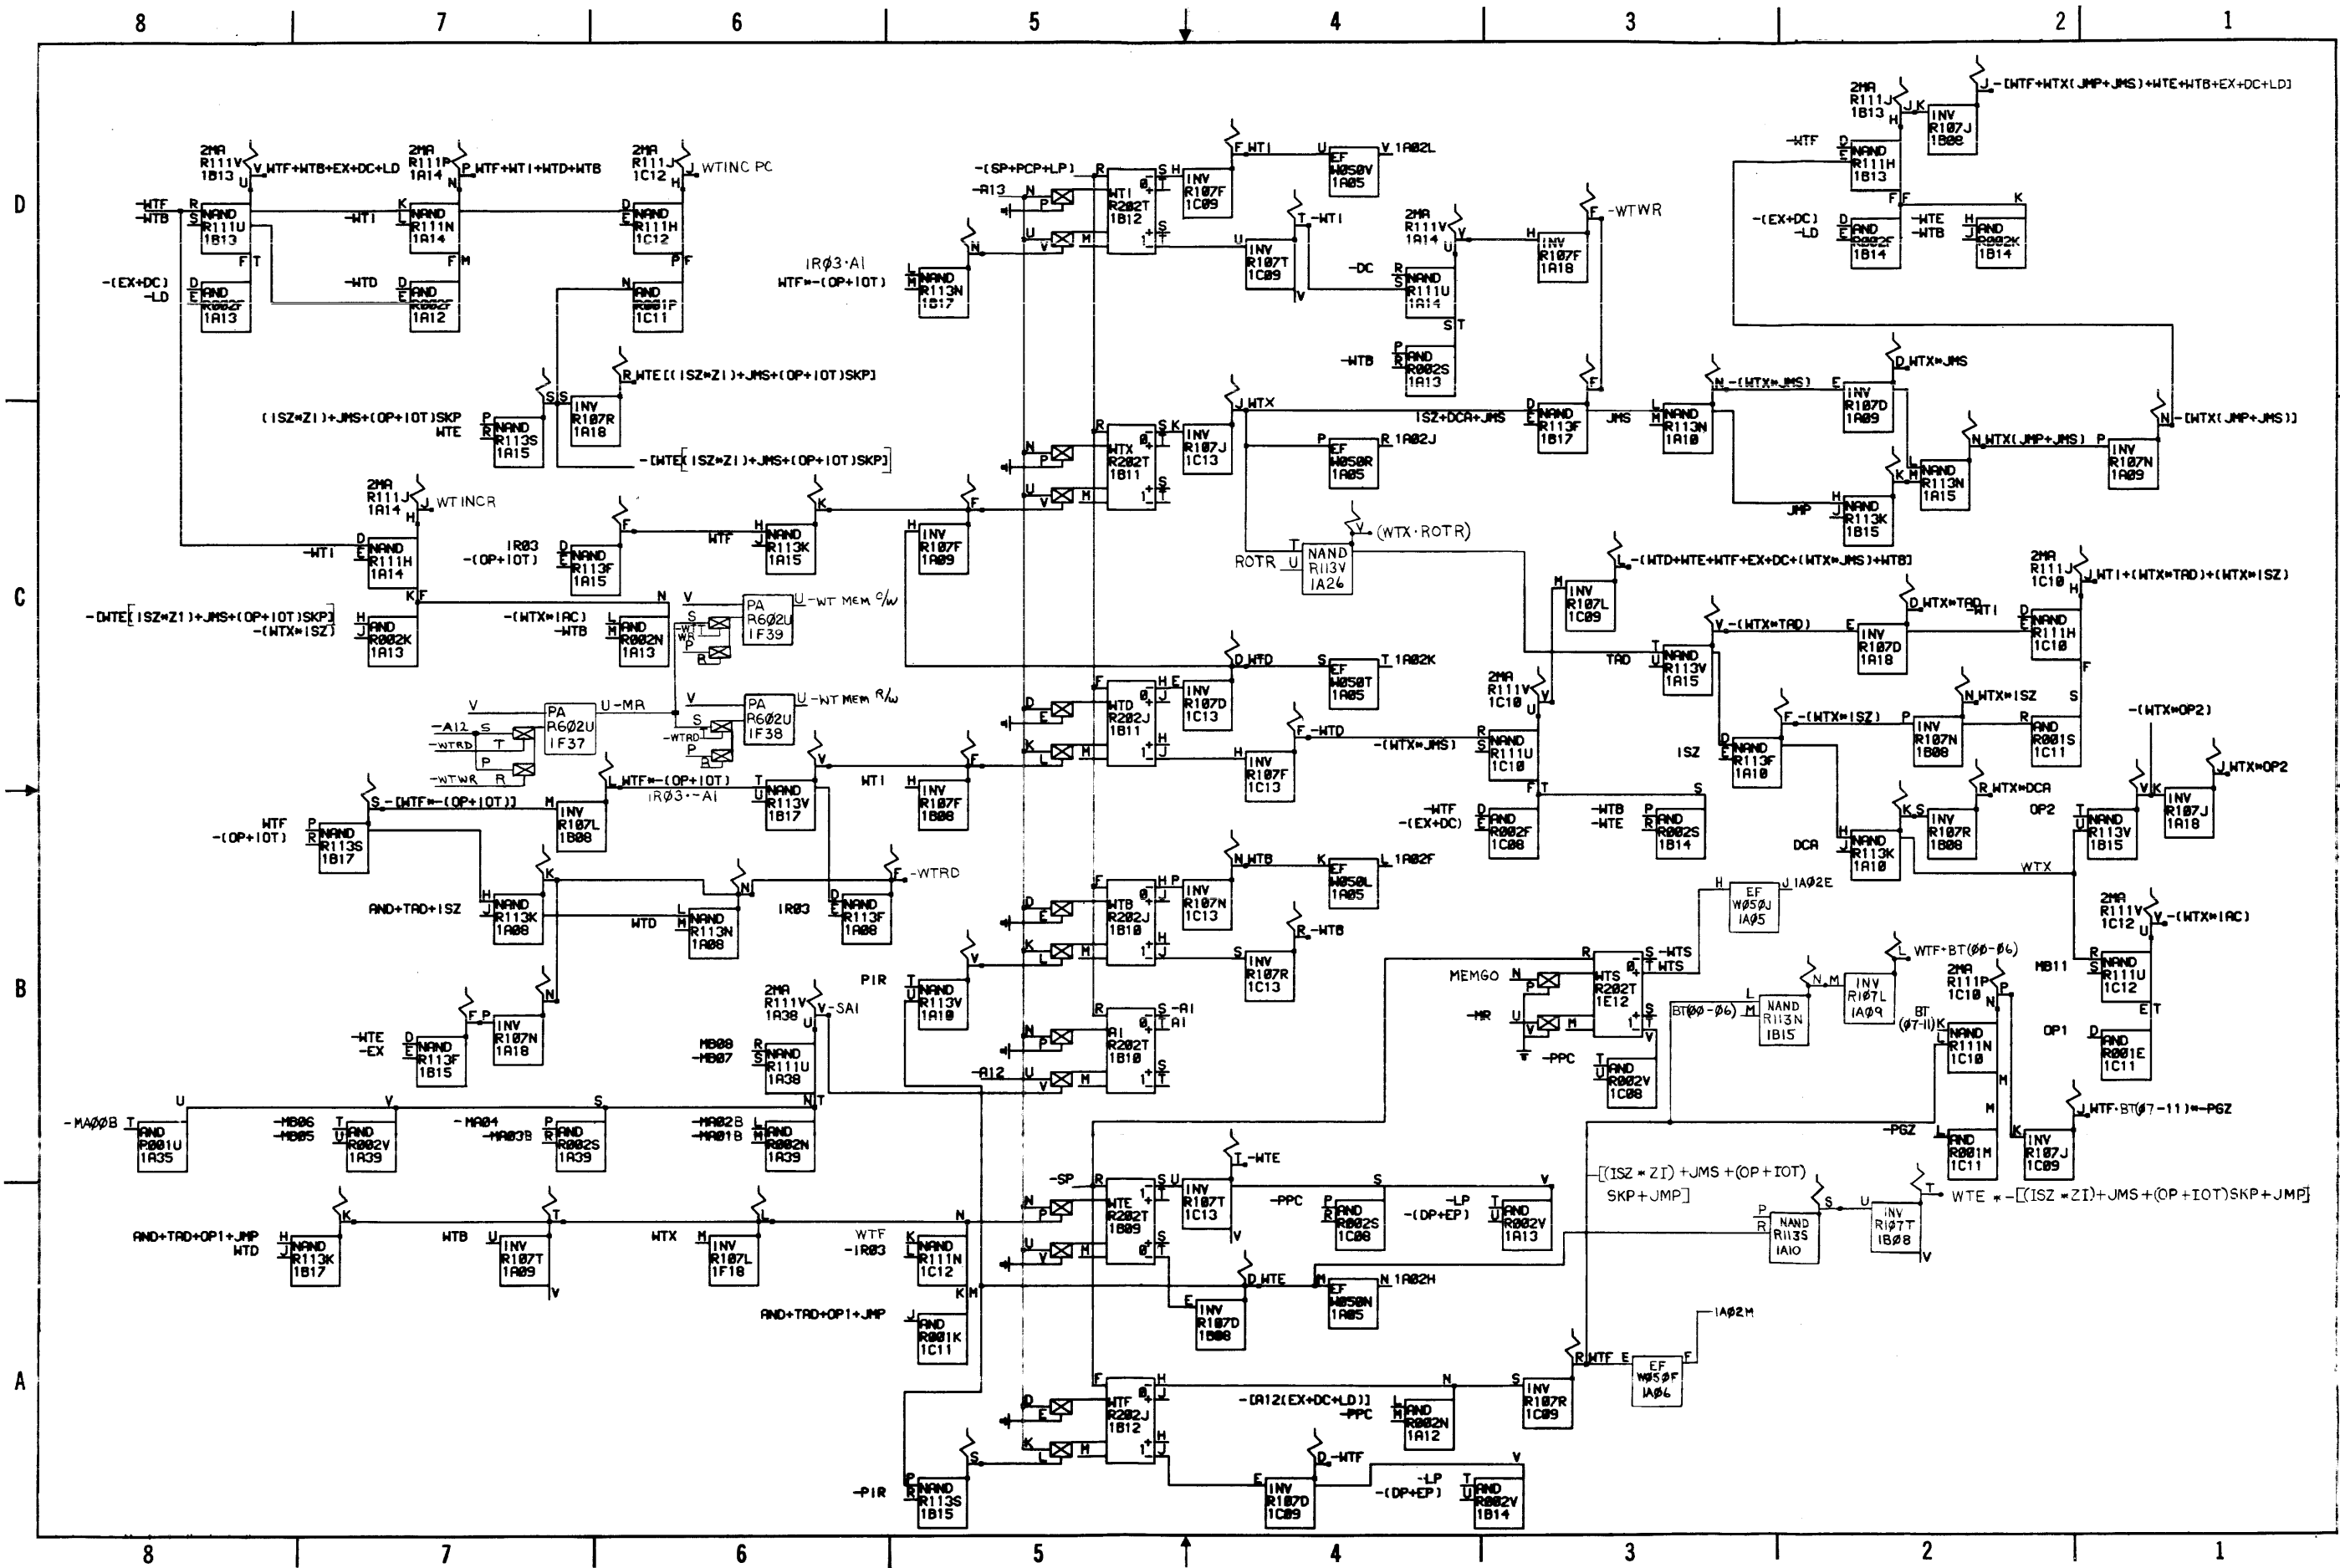 8 7 6 5 4 3 2 1
D
C
B
A
2MA
R111V
1B13
V WTF+WTB+EX+DC+LD
U
-WTF R
-WTB S
NAND
R111U
1B13
F T
-(EX+DC) D
-LD E
AND
R002F
1A13
2MA
R111P
1A14
P WTF+WTI+WTD+WTB
N
K
-WTI L
NAND
R111N
1A14
F M
-WTD D
E
AND
R002F
1A12
2MA
R111J
1C12
J WTINC PC
H
D
E
NAND
R111H
1C12
P F
N
AND
R001P
1C11
R WTE[(ISZ*ZI)+JMS+(OP+IOT)SKP]
(ISZ*ZI)+JMS+(OP+IOT)SKP P
WTE R
NAND
R113S
1A15
S S
INV
R107R
1A18
-[WTE[ISZ*ZI)+JMS+(OP+IOT)SKP]
2MA
R111J
1A14
J WTINCR
H
D
-WTI E
NAND
R111H
1A14
K F
IR03 D
-(OP+IOT) E
NAND
R113F
1A15
F
WTF H
J
NAND
R113K
1A15
K
H
INV
R107F
1A09
F
-[WTE[ISZ*Z1)+JMS+(OP+IOT)SKP] H
-(WTX*ISZ) J
AND
R002K
1A13
N
-(WTX*IAC) L
-WTB M
AND
R002N
1A13
V
PA
R602U
1F39
U -WT MEM C/W
S
P
R
V
PA
R602U
1F37
U-MR
-A12 S
-WTRD T
P
-WTWR R
V
PA
R602U
1F38
U -WT MEM R/W
S
-WTRD T
P
R
WTF P
-(OP+IOT) R
NAND
R113S
1B17
S -[WTF*-(OP+IOT)] M
INV
R107L
1B08
L WTF*-(OP+IOT) T
IR03·-AI U
NAND
R113V
1B17
V
WTI H
INV
R107F
1B08
F
AND+TAD+ISZ H
J
NAND
R113K
1A08
K
WTD L
M
NAND
R113N
1A08
N
IR03 D
E
NAND
R113F
1A08
F -WTRD
-WTE D
-EX E
NAND
R113F
1B15
F P
INV
R107N
1A18
N
2MA
R111V
1A38
V-SAI
U
MB08 R
-MB07 S
NAND
R111U
1A38
N T
PIR T
U
NAND
R113V
1A10
V
-MA00B T
AND
R001U
1A35
U
-MB06 T
-MB05 U
AND
R002V
1A39
V
-MA04 P
-MA03B R
AND
R002S
1A39
S
-MA02B L
-MA01B M
AND
R002N
1A39
AND+TAD+OP1+JMP H
WTD J
NAND
R113K
1B17
K
WTB U
INV
R107T
1A09
T
V
WTX M
INV
R107L
1F18
L
N
WTF K
-IR03 L
NAND
R111N
1C12
K M
AND+TAD+OP1+JMP J
AND
R001K
1C11
-PIR P
R
NAND
R113S
1B15
S
IR03·AI L
WTF*-(OP+IOT) M
NAND
R113N
1B17
N
-(SP+PCP+LP) R
-A13 N
P
U
V
M
WTI
R202T
1B12
S H
INV
R107F
1C09
F WTI U
EF
W050V
1A05
V 1A02L
U
INV
R107T
1C09
T -WTI
V
-DC R
S
NAND
R111U
1A14
S T
2MA
R111V
1A14
U
V
-WTB P
R
AND
R002S
1A13
H
INV
R107F
1A18
F -WTWR
WTX
R202T
1B11
S K
INV
R107J
1C13
J WTX
P
EF
W050R
1A05
R 1A02J
ISZ+DCA+JMS D
E
NAND
R113F
1B17
F
JMS L
M
NAND
R113N
1A10
N -(WTX*JMS) E
INV
R107D
1A09
D WTX*JMS
JMP H
J
NAND
R113K
1B15
K M
L
NAND
R113N
1A15
N WTX(JMP+JMS) P
INV
R107N
1A09
N -[WTX(JMP+JMS)]
T
ROTR U
NAND
R113V
1A26
V (WTX·ROTR)
-WTF D
E
NAND
R111H
1B13
2MA
R111J
1B13
H
J K
INV
R107J
1B08
J -[WTF+WTX(JMP+JMS)+WTE+WTB+EX+DC+LD]
-(EX+DC) D
-LD E
AND
R002F
1B14
F
-WTE H
-WTB J
AND
R002K
1B14
K
WTD
R202J
1B11
H E
INV
R107D
1C13
D WTD S
EF
W050T
1A05
T 1A02K
H
INV
R107F
1C13
F -WTD
-(WTX*JMS) R
S
NAND
R111U
1C10
F T
2MA
R111V
1C10
U
V
M
INV
R107L
1C09
L -(WTD+WTE+WTF+EX+DC+(WTX*JMS)+WTB]
-WTF D
-(EX+DC) E
AND
R002F
1C08
-WTB P
-WTE R
AND
R002S
1B14
S
TAD T
U
NAND
R113V
1A15
V -(WTX*TAD) E
INV
R107D
1A18
D WTX*TAD
-WTI D
E
NAND
R111H
1C10
2MA
R111J
1C10
H
J WTI+(WTX*TAD)+(WTX*ISZ)
F
S
ISZ D
E
NAND
R113F
1A10
F -(WTX*ISZ) P
INV
R107N
1B08
N WTX*ISZ
R
AND
R001S
1C11
DCA H
J
NAND
R113K
1A10
K S
INV
R107R
1B08
R WTX*DCA
WTX
OP2 T
U
NAND
R113V
1B15
-(WTX*OP2)
V K
INV
R107J
1A18
J WTX*OP2
2MA
R111V
1C12
U
V -(WTX*IAC)
R
MB11 S
NAND
R111U
1C12
E T
OP1 D
AND
R001E
1C11
WTB
R202J
1B10
H P
INV
R107N
1C13
N WTB K
EF
W050L
1A05
L 1A02F
S
INV
R107R
1C13
R -WTB
AI
R202T
1B10
S -AI
T AI
-A12 U
V
MEMGO N
P
-MR U
V
M
R
WTS
R202T
1E12
S -WTS
T WTS
V
-PPC T
U
AND
R002V
1C08
H
EF
W050J
1A05
J 1A02E
L
BT(00-06) M
NAND
R113N
1B15
N M
INV
R107L
1A09
L WTF·BT(00-06)
BT
(07-11) K
L
NAND
R111N
1C10
2MA
R111P
1C10
N
P
M
-PGZ L
AND
R001M
1C11
K
INV
R107J
1C09
J WTF·BT(07-11)*-PGZ
-SP R
WTE
R202T
1B09
S U
INV
R107T
1C13
T -WTE
V
-PPC P
R
AND
R002S
1C08
S
-LP T
-(DP+EP) U
AND
R002V
1A13
V
E
INV
R107D
1B08
D WTE M
EF
W050N
1A05
N 1A02H
-[(ISZ*ZI)+JMS+(OP+IOT)
SKP+JMP]
P
R
NAND
R113S
1A10
S U
INV
R107T
1B08
V
T WTE *-[(ISZ*ZI)+JMS+(OP+IOT)SKP+JMP]
WTF
R202J
1B12
H
J
-[A12(EX+DC+LD)] L
-PPC M
AND
R002N
1A12
N S
INV
R107R
1C09
R WTF E
EF
W050F
1A06
F
1A02M
E
INV
R107D
1C09
D -WTF
-LP T
-(DP+EP) U
AND
R002V
1B14
V
8 7 6 5 4 3 2 1